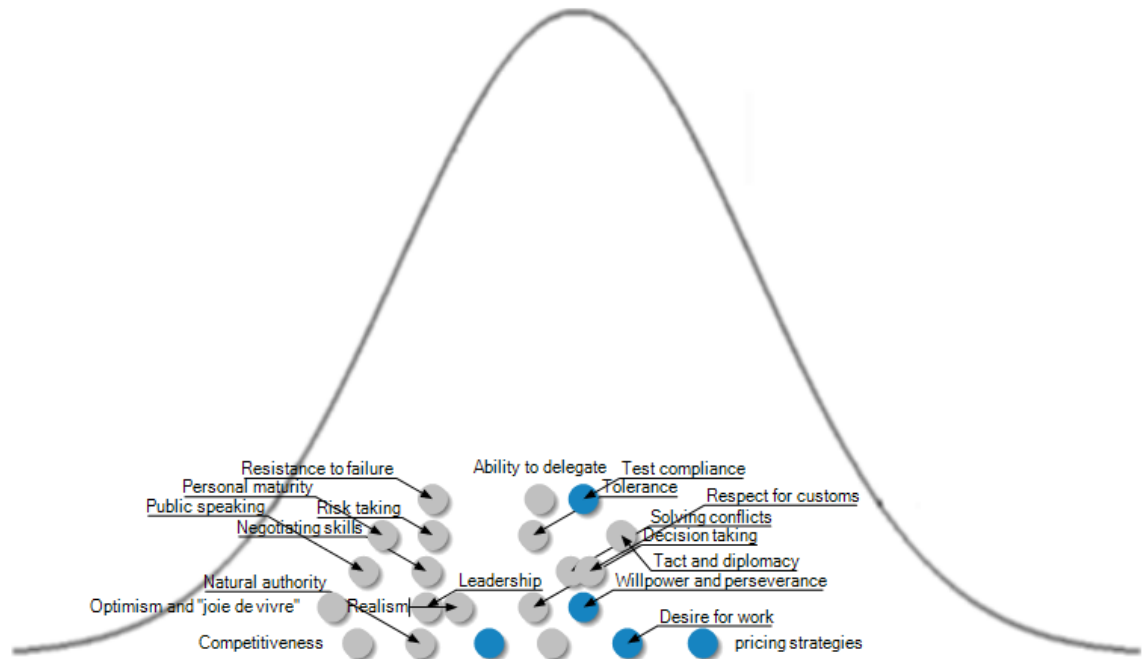 Resistance to failure
Ability to delegate
Test compliance
Personal maturity
Tolerance
Respect for customs
Public speaking
Risk taking
Solving conflicts
Negotiating skills
Decision taking
Tact and diplomacy
Natural authority
Leadership
Willpower and perseverance
Optimism and "joie de vivre"
Realism
Desire for work
Competitiveness
pricing strategies